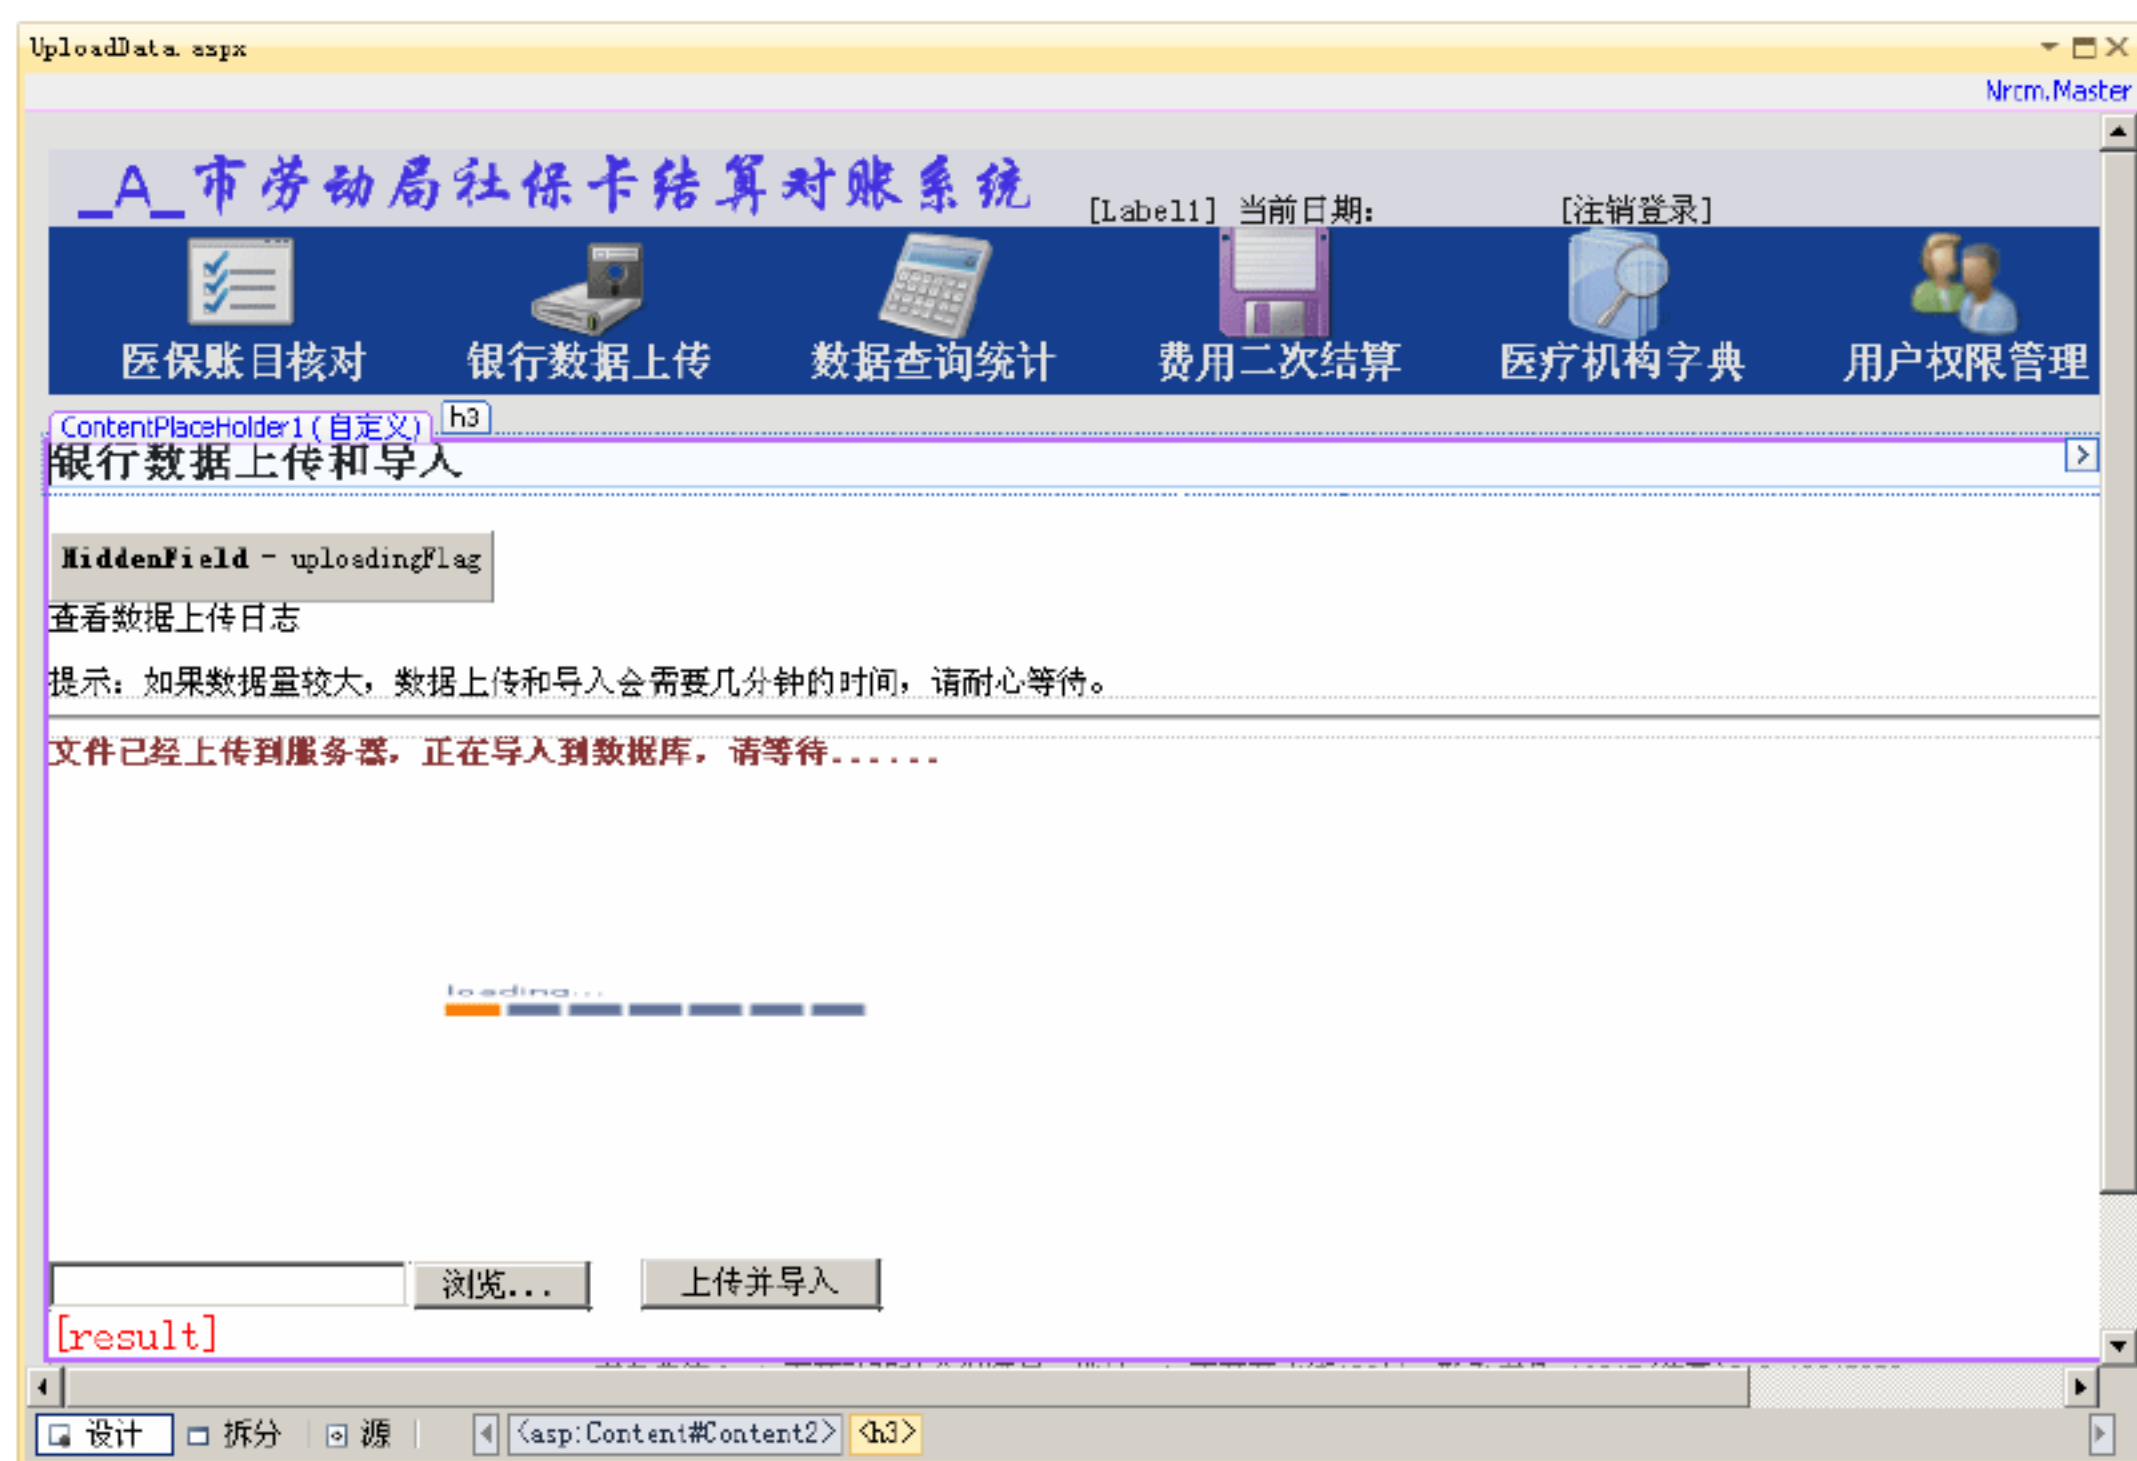 UploadData.aspx
Nrcm.Master
_A_市劳动局社保卡结算对账系统 [Label1] 当前日期: [注销登录]
医保账目核对 银行数据上传 数据查询统计 费用二次结算 医疗机构字典 用户权限管理
ContentPlaceHolder1 (自定义) h3
银行数据上传和导入
HiddenField - uploadingFlag
查看数据上传日志
提示: 如果数据量较大, 数据上传和导入会需要几分钟的时间, 请耐心等待。
文件已经上传到服务器, 正在导入到数据库, 请等待......
loading...
浏览... 上传并导入
[result]
设计 拆分 源 <asp:Content#Content2> <h3>